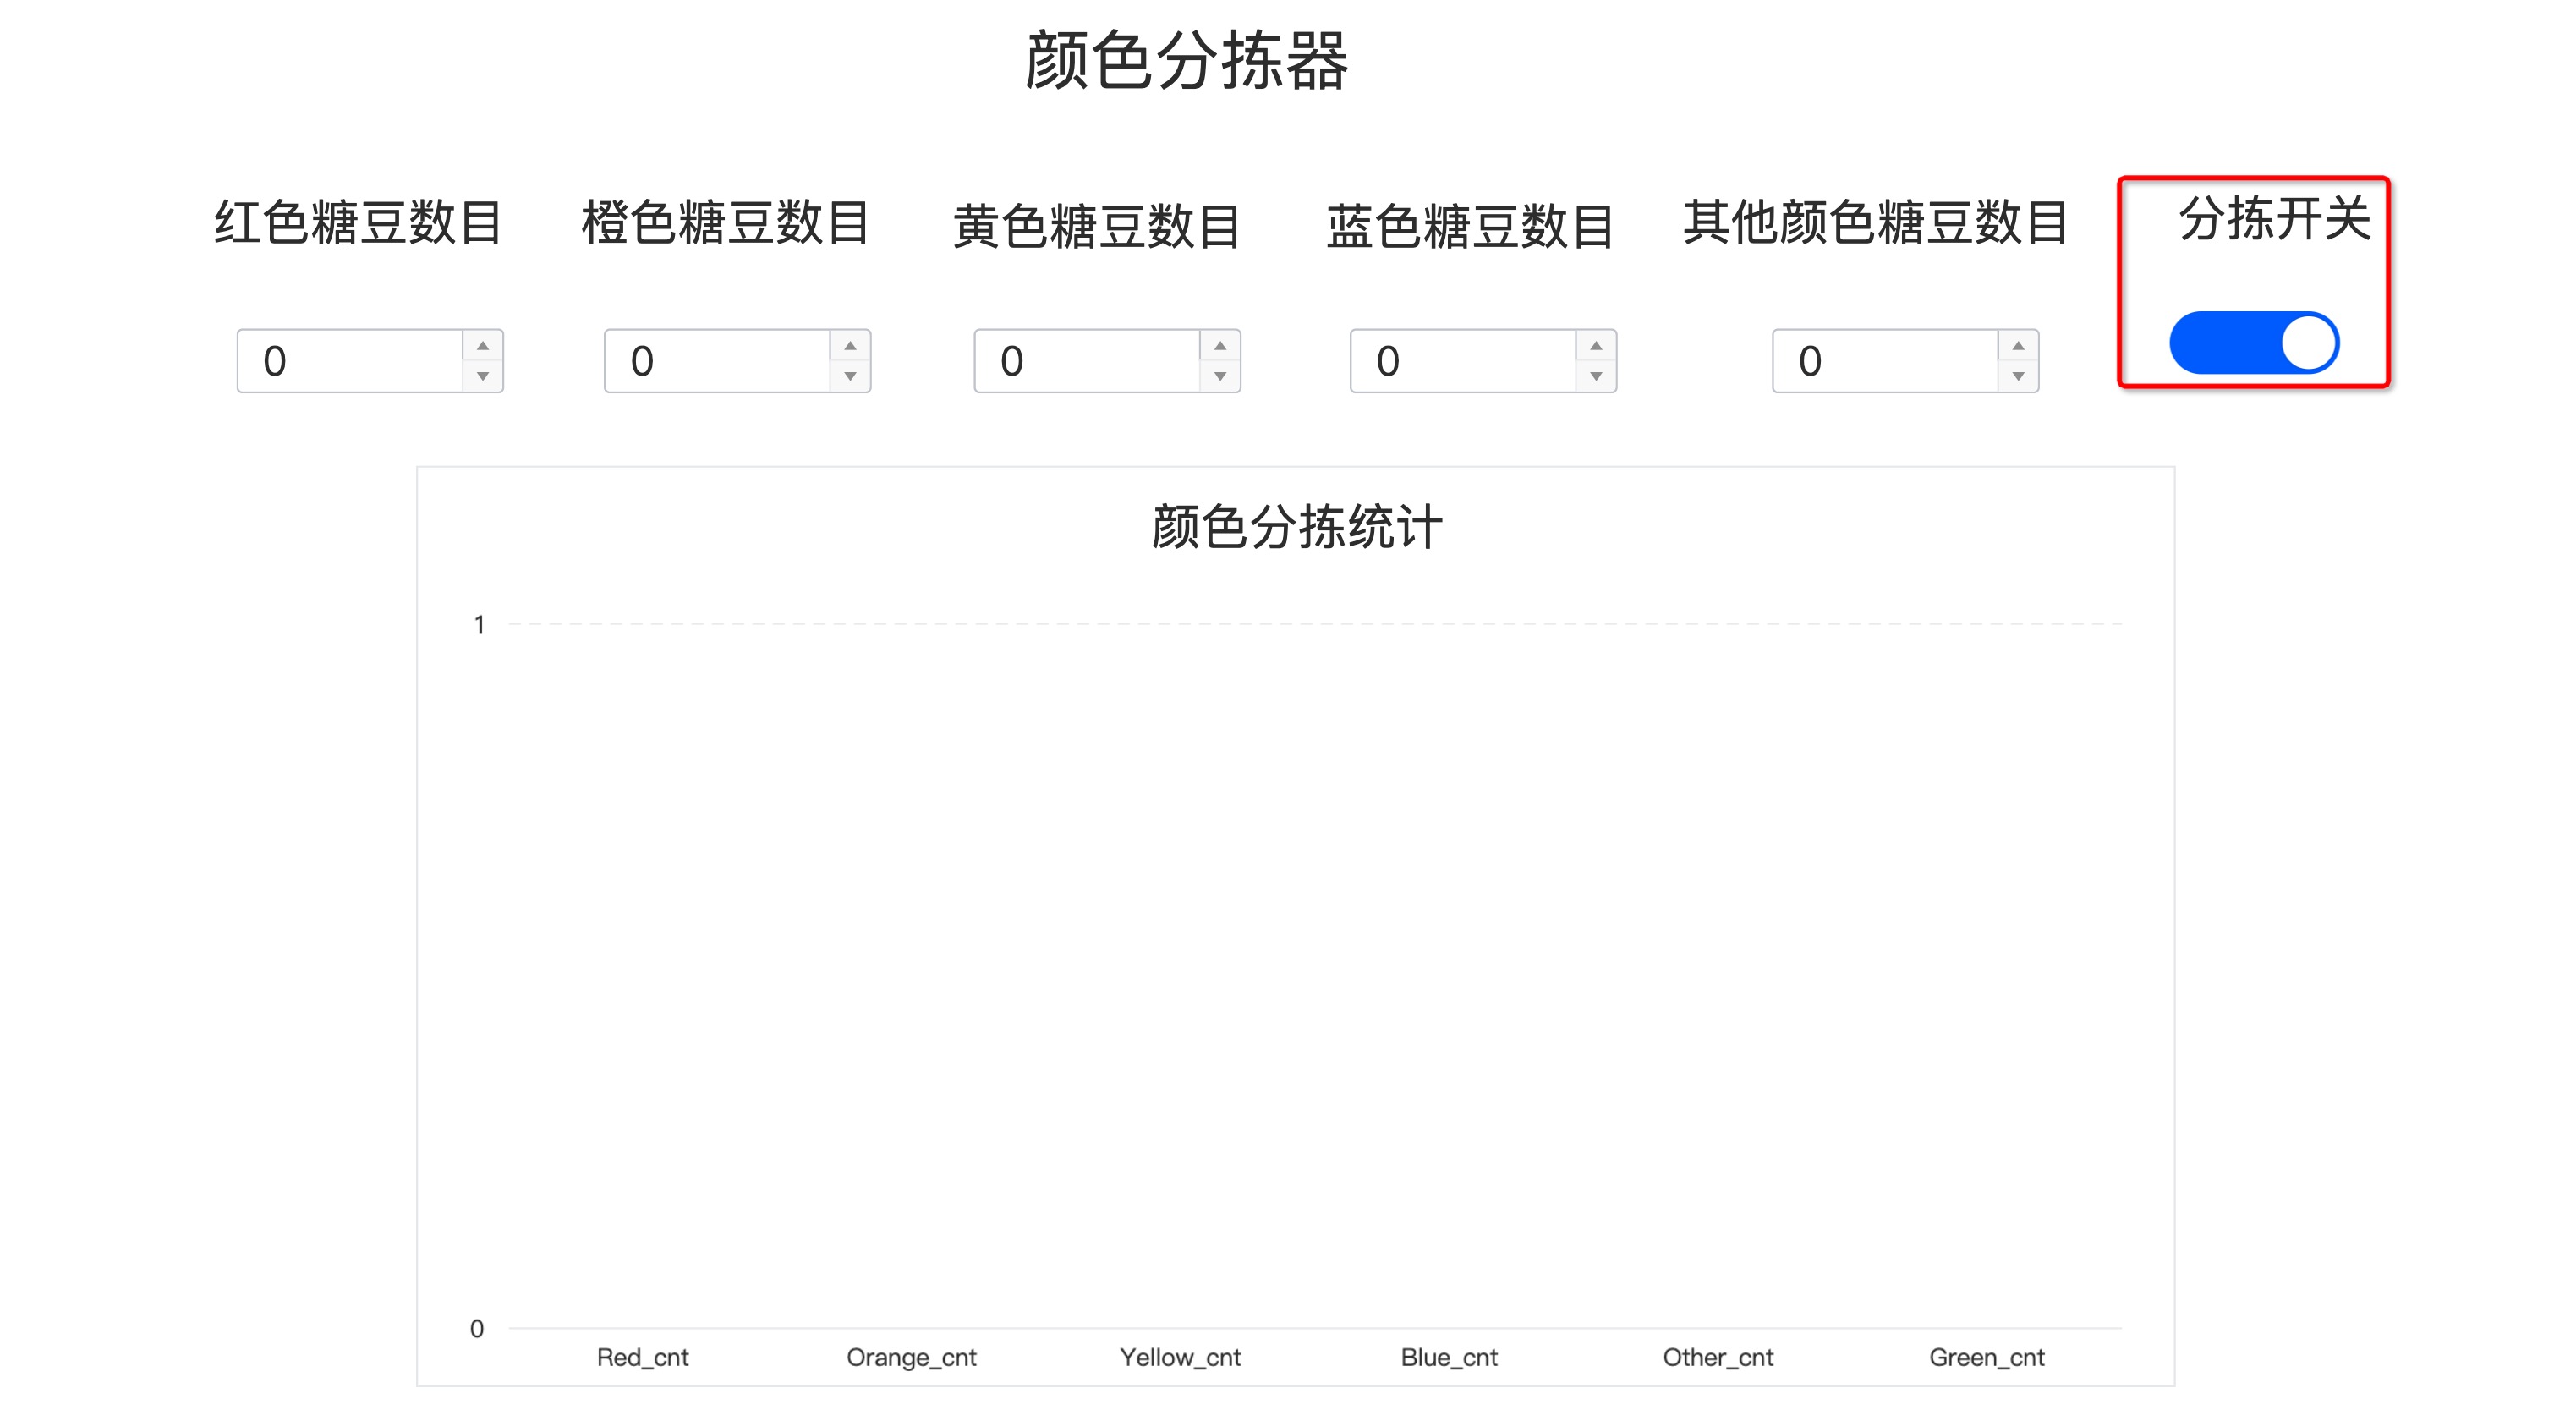 颜色分拣器
红色糖豆数目 橙色糖豆数目 黄色糖豆数目 蓝色糖豆数目 其他颜色糖豆数目 分拣开关
0 0 0 0 0
颜色分拣统计
1
0
Red_cnt Orange_cnt Yellow_cnt Blue_cnt Other_cnt Green_cnt